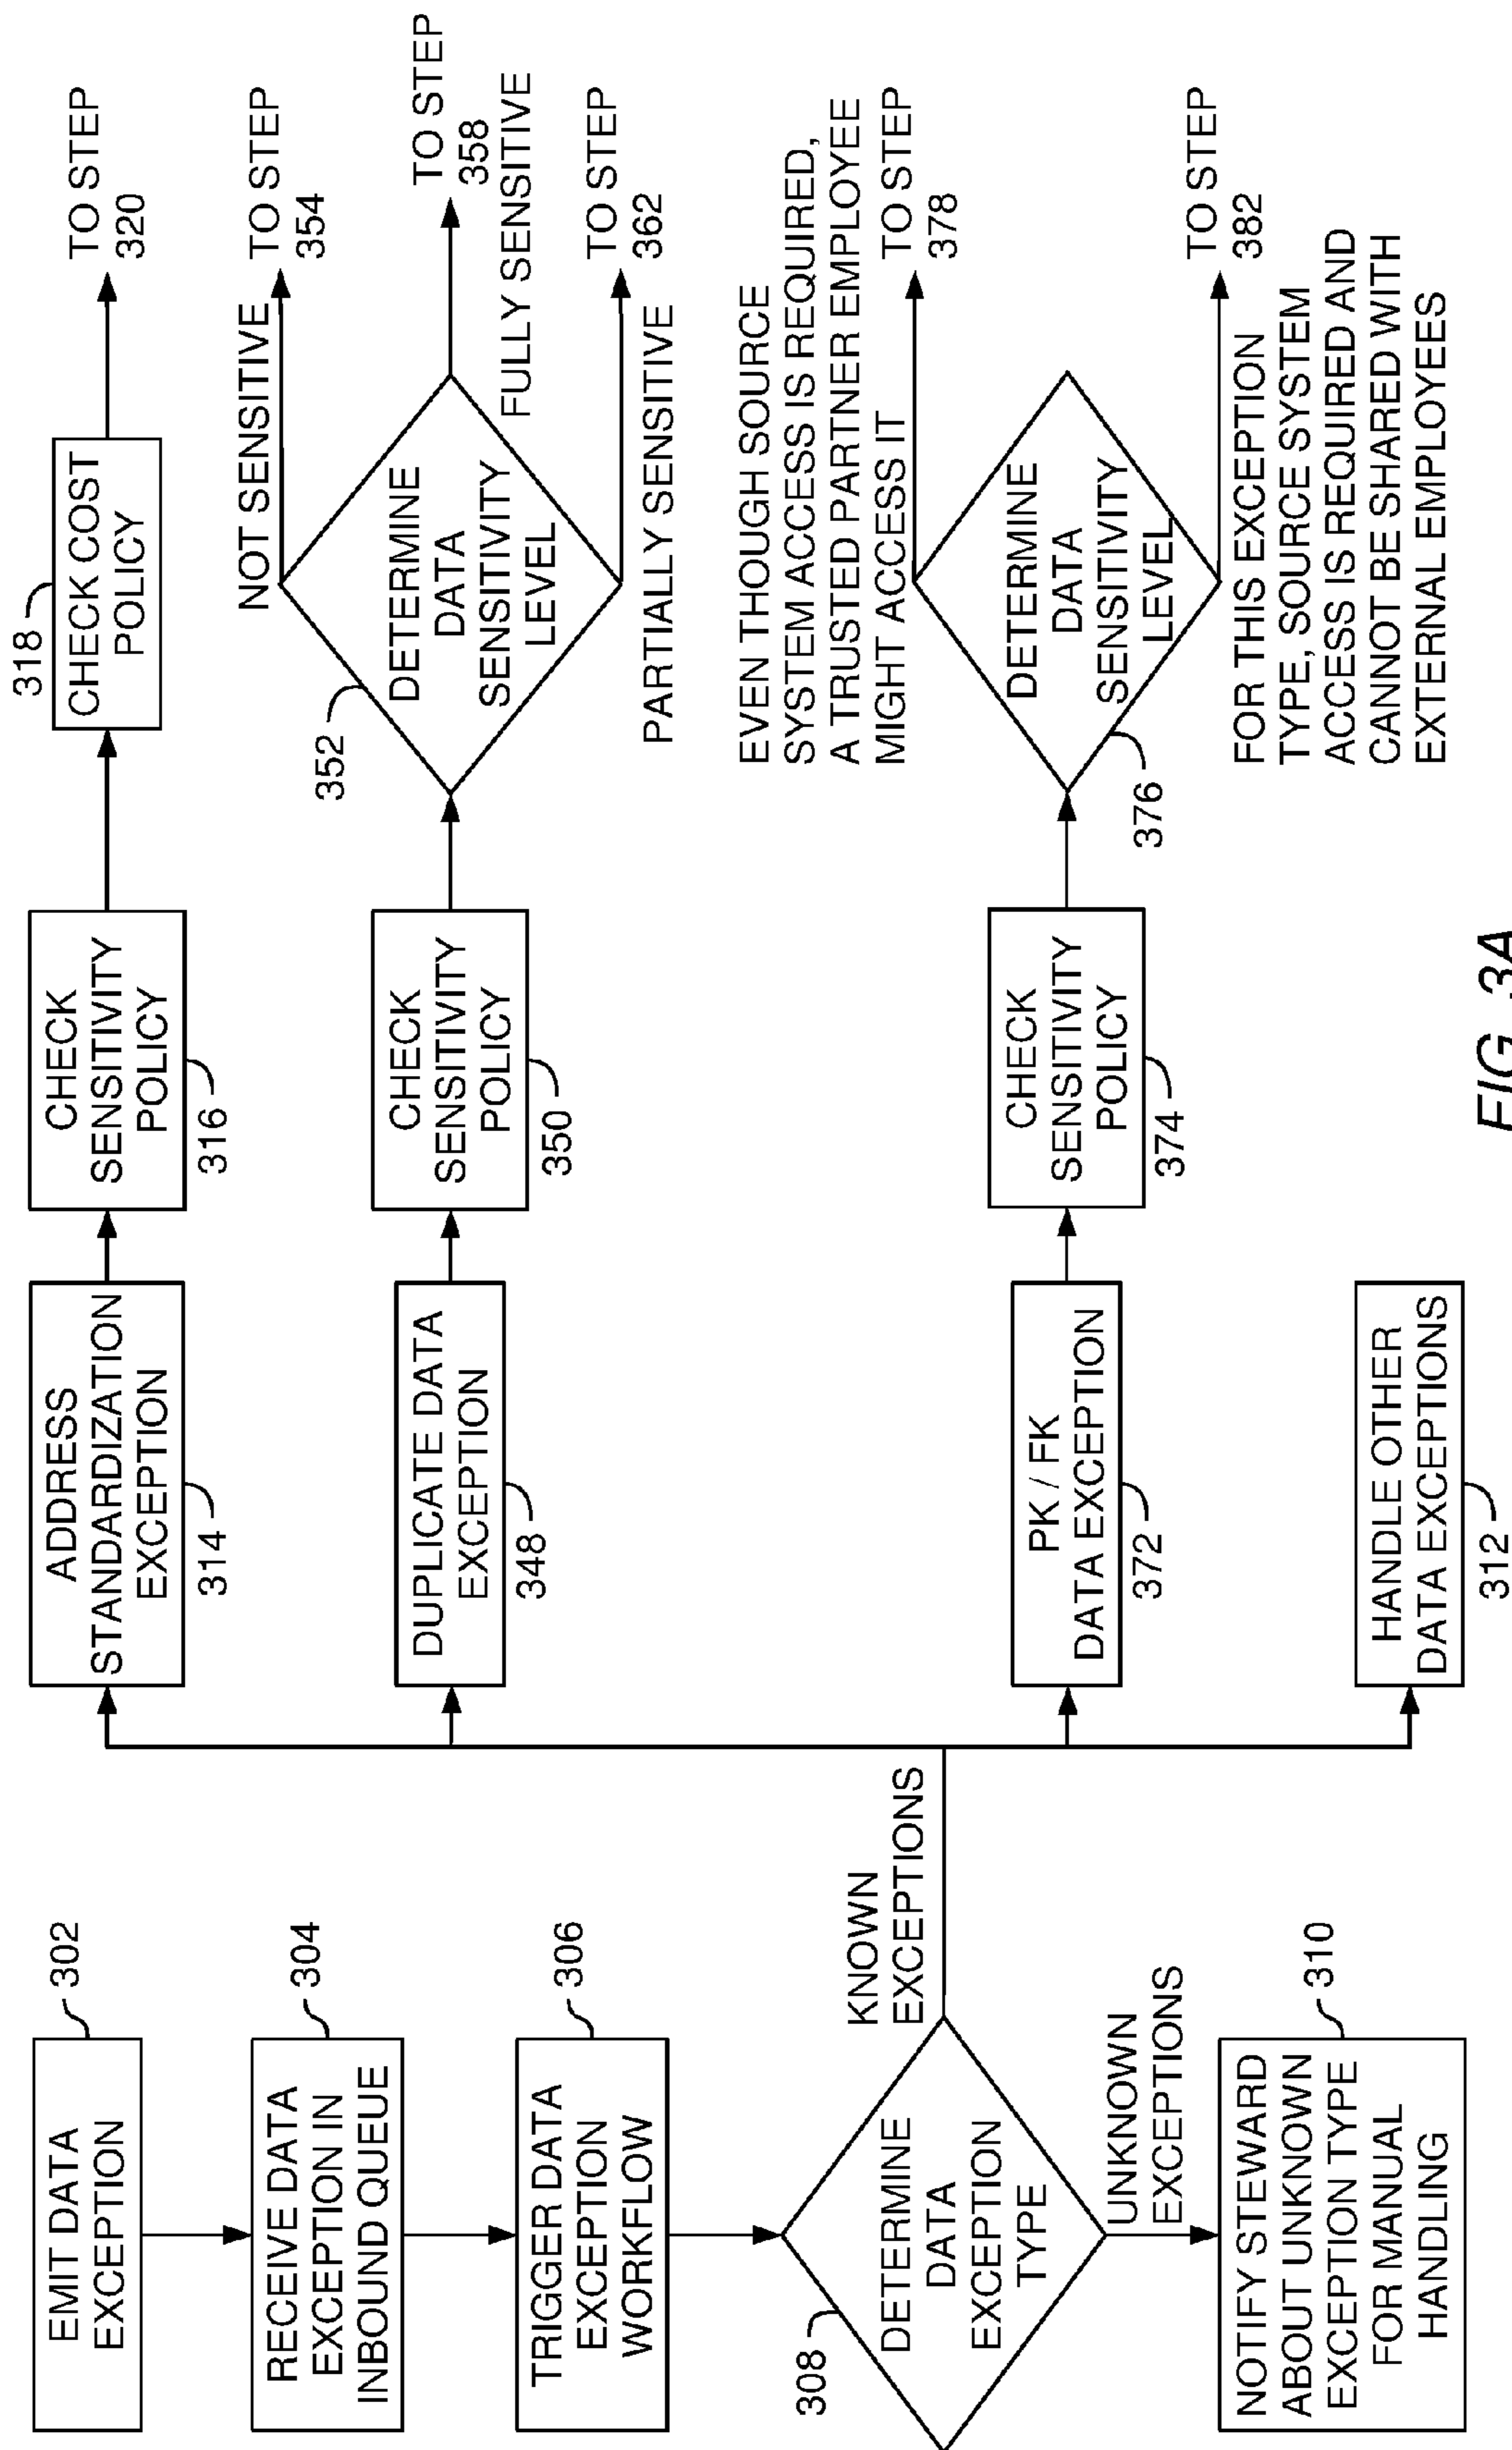 EMIT DATA
EXCEPTION
302
RECEIVE DATA
EXCEPTION IN
INBOUND QUEUE
304
TRIGGER DATA
EXCEPTION
WORKFLOW
306
308
DETERMINE
DATA
EXCEPTION
TYPE
KNOWN
EXCEPTIONS
UNKNOWN
EXCEPTIONS
NOTIFY STEWARD
ABOUT UNKNOWN
EXCEPTION TYPE
FOR MANUAL
HANDLING
310
ADDRESS
STANDARDIZATION
EXCEPTION
314
CHECK
SENSITIVITY
POLICY
316
318
CHECK COST
POLICY
TO STEP
320
DUPLICATE DATA
EXCEPTION
348
CHECK
SENSITIVITY
POLICY
350
352
DETERMINE
DATA
SENSITIVITY
LEVEL
NOT SENSITIVE
TO STEP
354
TO STEP
358
FULLY SENSITIVE
TO STEP
362
PARTIALLY SENSITIVE
PK / FK
DATA EXCEPTION
372
CHECK
SENSITIVITY
POLICY
374
EVEN THOUGH SOURCE
SYSTEM ACCESS IS REQUIRED,
A TRUSTED PARTNER EMPLOYEE
MIGHT ACCESS IT
TO STEP
378
DETERMINE
DATA
SENSITIVITY
LEVEL
376
TO STEP
382
FOR THIS EXCEPTION
TYPE, SOURCE SYSTEM
ACCESS IS REQUIRED AND
CANNOT BE SHARED WITH
EXTERNAL EMPLOYEES
HANDLE OTHER
DATA EXCEPTIONS
312
FIG. 3A